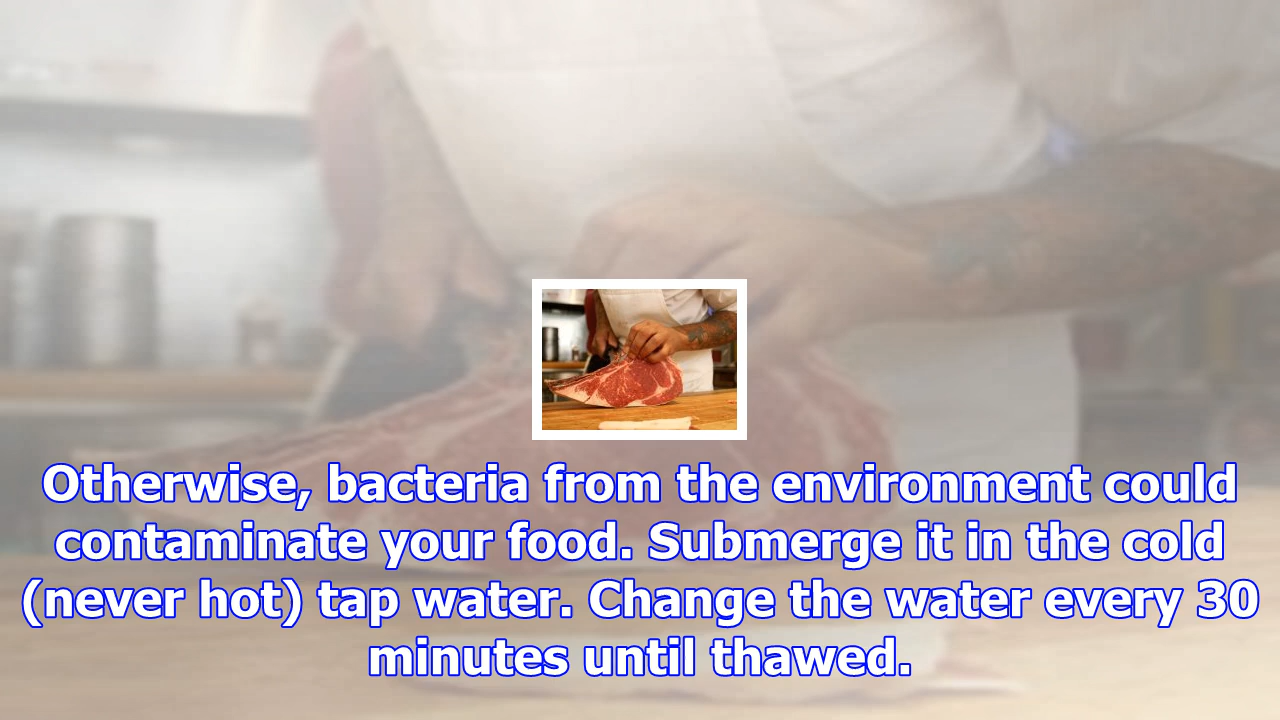 Otherwise, bacteria from the environment could
contaminate your food. Submerge it in the cold
(never hot) tap water. Change the water every 30
minutes until thawed.